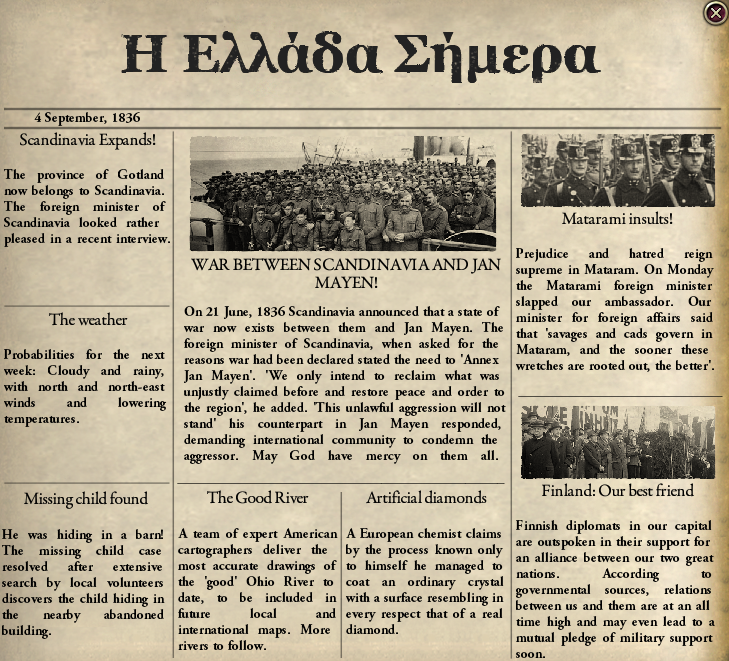 Η Ελλάδα Σήμερα
4 September, 1836
Scandinavia Expands!
The province of Gotland
now belongs to Scandinavia.
The foreign minister of
Scandinavia looked rather
pleased in a recent interview.
The weather
Probabilities for the next
week: Cloudy and rainy,
with north and north-east
winds and lowering
temperatures.
Missing child found
He was hiding in a barn!
The missing child case
resolved after extensive
search by local volunteers
discovers the child hiding in
the nearby abandoned
building.
WAR BETWEEN SCANDINAVIA AND JAN
MAYEN!
On 21 June, 1836 Scandinavia announced that a state of
war now exists between them and Jan Mayen. The
foreign minister of Scandinavia, when asked for the
reasons war had been declared stated the need to 'Annex
Jan Mayen'. 'We only intend to reclaim what was
unjustly claimed before and restore peace and order to
the region', he added. 'This unlawful aggression will not
stand' his counterpart in Jan Mayen responded,
demanding international community to condemn the
aggressor. May God have mercy on them all.
The Good River
A team of expert American
cartographers deliver the
most accurate drawings of
the 'good' Ohio River to
date, to be included in
future local and
international maps. More
rivers to follow.
Artificial diamonds
A European chemist claims
by the process known only
to himself he managed to
coat an ordinary crystal
with a surface resembling in
every respect that of a real
diamond.
Matarami insults!
Prejudice and hatred reign
supreme in Mataram. On Monday
the Matarami foreign minister
slapped our ambassador. Our
minister for foreign affairs said
that 'savages and cads govern in
Mataram, and the sooner these
wretches are rooted out, the better'.
Finland: Our best friend
Finnish diplomats in our capital
are outspoken in their support for
an alliance between our two great
nations. According to
governmental sources, relations
between us and them are at an all
time high and may even lead to a
mutual pledge of military support
soon.